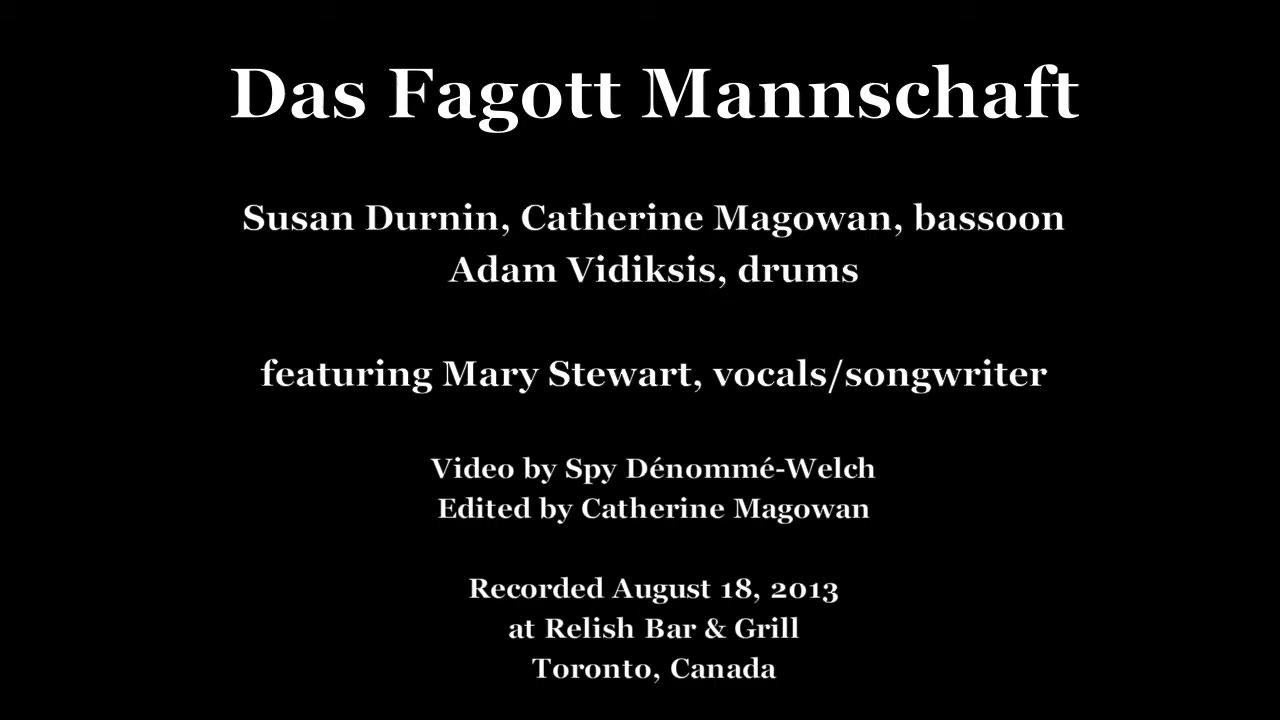 Das Fagott Mannschaft
Susan Durnin, Catherine Magowan, bassoon
Adam Vidiksis, drums
featuring Mary Stewart, vocals/songwriter
Video by Spy Dénommé-Welch
Edited by Catherine Magowan
Recorded August 18, 2013
at Relish Bar & Grill
Toronto, Canada